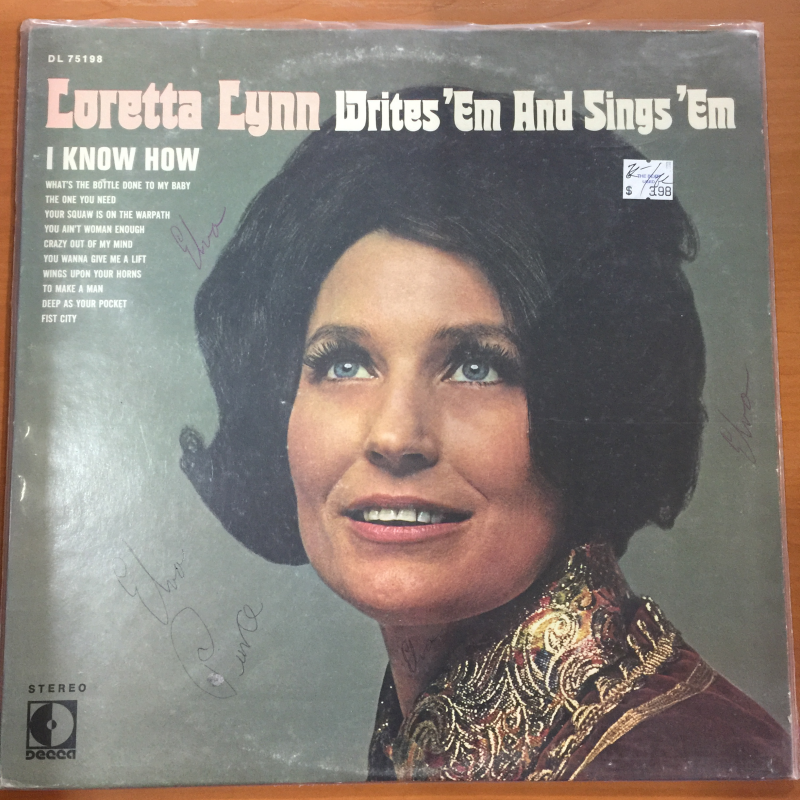 DL 75198
Loretta Lynn Writes 'Em And Sings 'Em
I KNOW HOW
WHAT'S THE BOTTLE DONE TO MY BABY
THE ONE YOU NEED
YOUR SQUAW IS ON THE WARPATH
YOU AIN'T WOMAN ENOUGH
CRAZY OUT OF MY MIND
YOU WANNA GIVE ME A LIFT
WINGS UPON YOUR HORNS
TO MAKE A MAN
DEEP AS YOUR POCKET
FIST CITY
$ 3.98
Elva
Elva
Elva
STEREO
DECCA